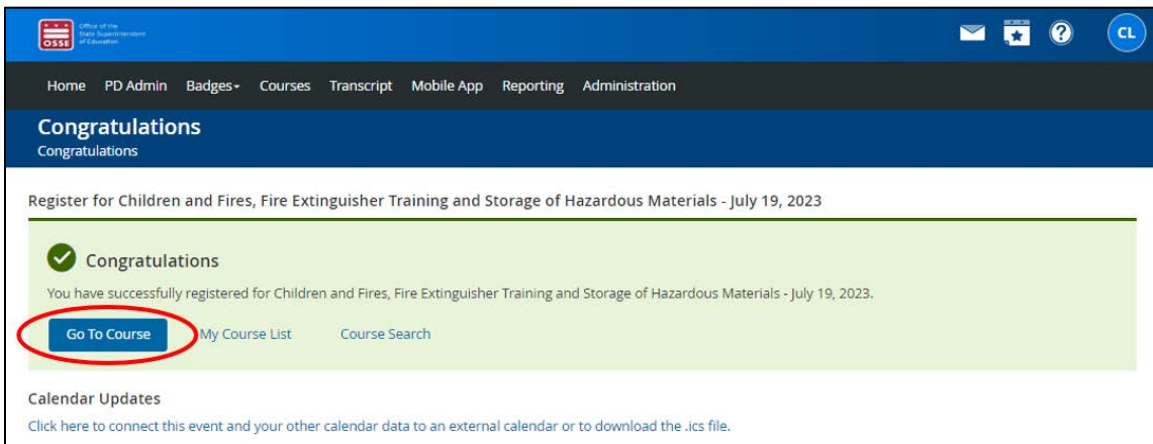 OSSE
Office of the
State Superintendent
of Education
CL
Home PD Admin Badges Courses Transcript Mobile App Reporting Administration
Congratulations
Congratulations
Register for Children and Fires, Fire Extinguisher Training and Storage of Hazardous Materials - July 19, 2023
Congratulations
You have successfully registered for Children and Fires, Fire Extinguisher Training and Storage of Hazardous Materials - July 19, 2023.
Go To Course My Course List Course Search
Calendar Updates
Click here to connect this event and your other calendar data to an external calendar or to download the .ics file.